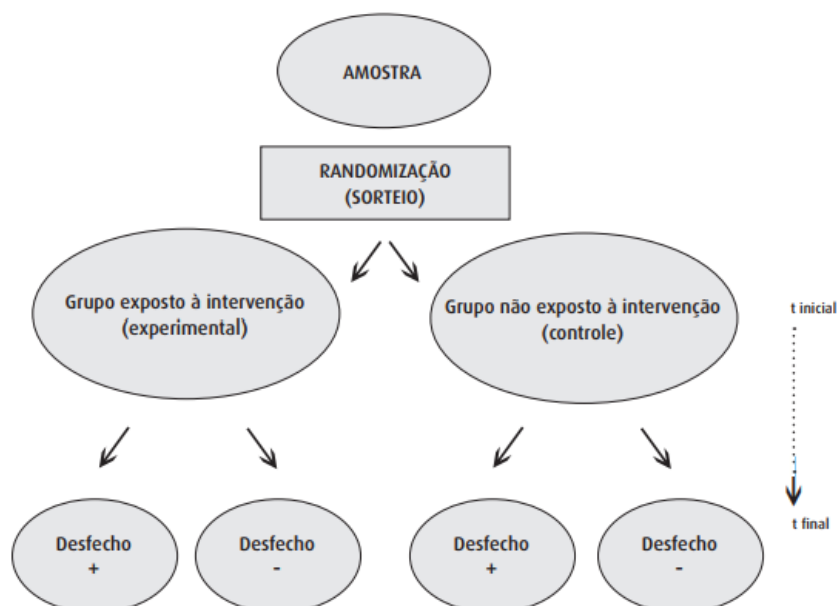 AMOSTRA
RANDOMIZAÇÃO
(SORTEIO)
Grupo exposto à intervenção
(experimental)
Grupo não exposto à intervenção
(controle)
t inicial
Desfecho
+
Desfecho
-
Desfecho
+
Desfecho
-
t final